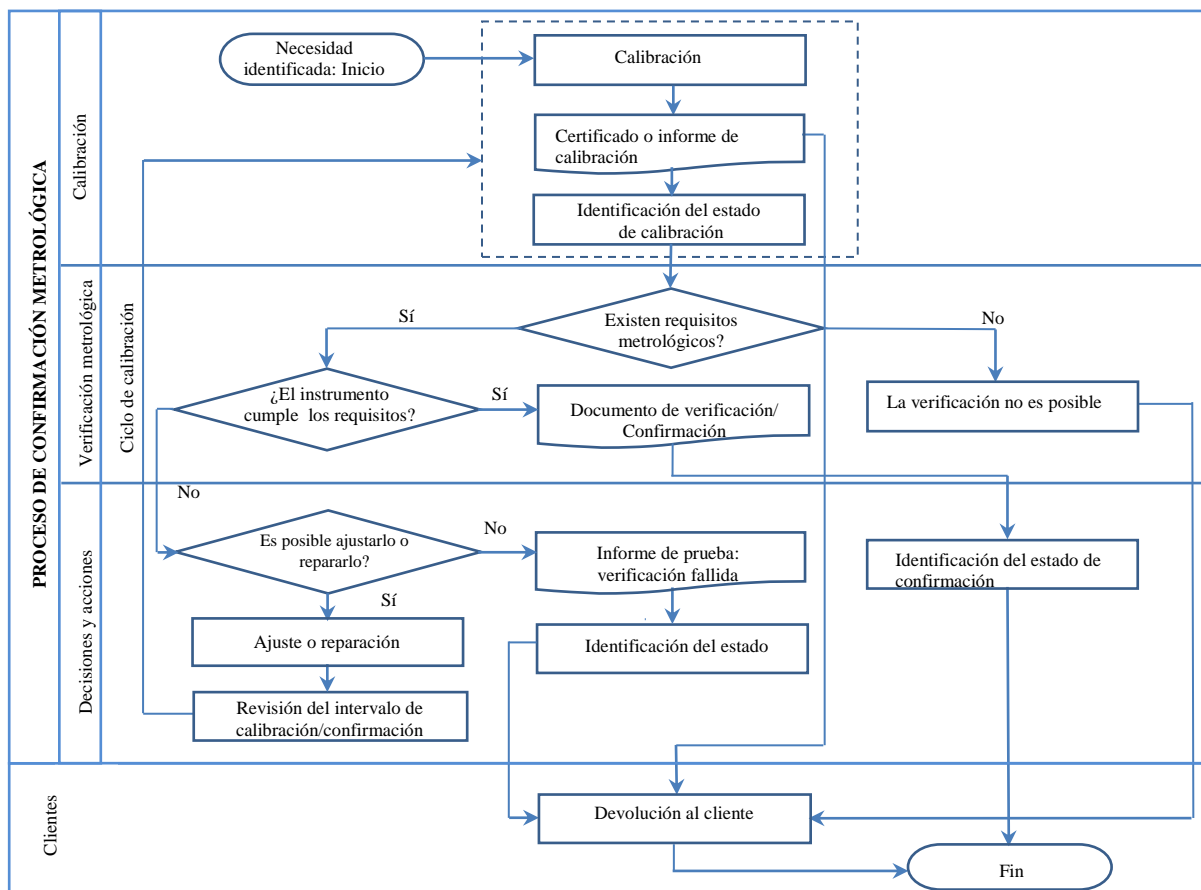 PROCESO DE CONFIRMACIÓN METROLÓGICA
Calibración
Necesidad
identificada: Inicio
Calibración
Certificado o informe de
calibración
Identificación del estado
de calibración
Verificación metrológica
Ciclo de calibración
Existen requisitos
metrológicos?
Sí
No
¿El instrumento
cumple los requisitos?
Sí
Documento de verificación/
Confirmación
La verificación no es posible
No
Decisiones y acciones
Es posible ajustarlo o
repararlo?
No
Informe de prueba:
verificación fallida
Identificación del estado de
confirmación
Sí
Ajuste o reparación
Identificación del estado
Revisión del intervalo de
calibración/confirmación
Clientes
Devolución al cliente
Fin